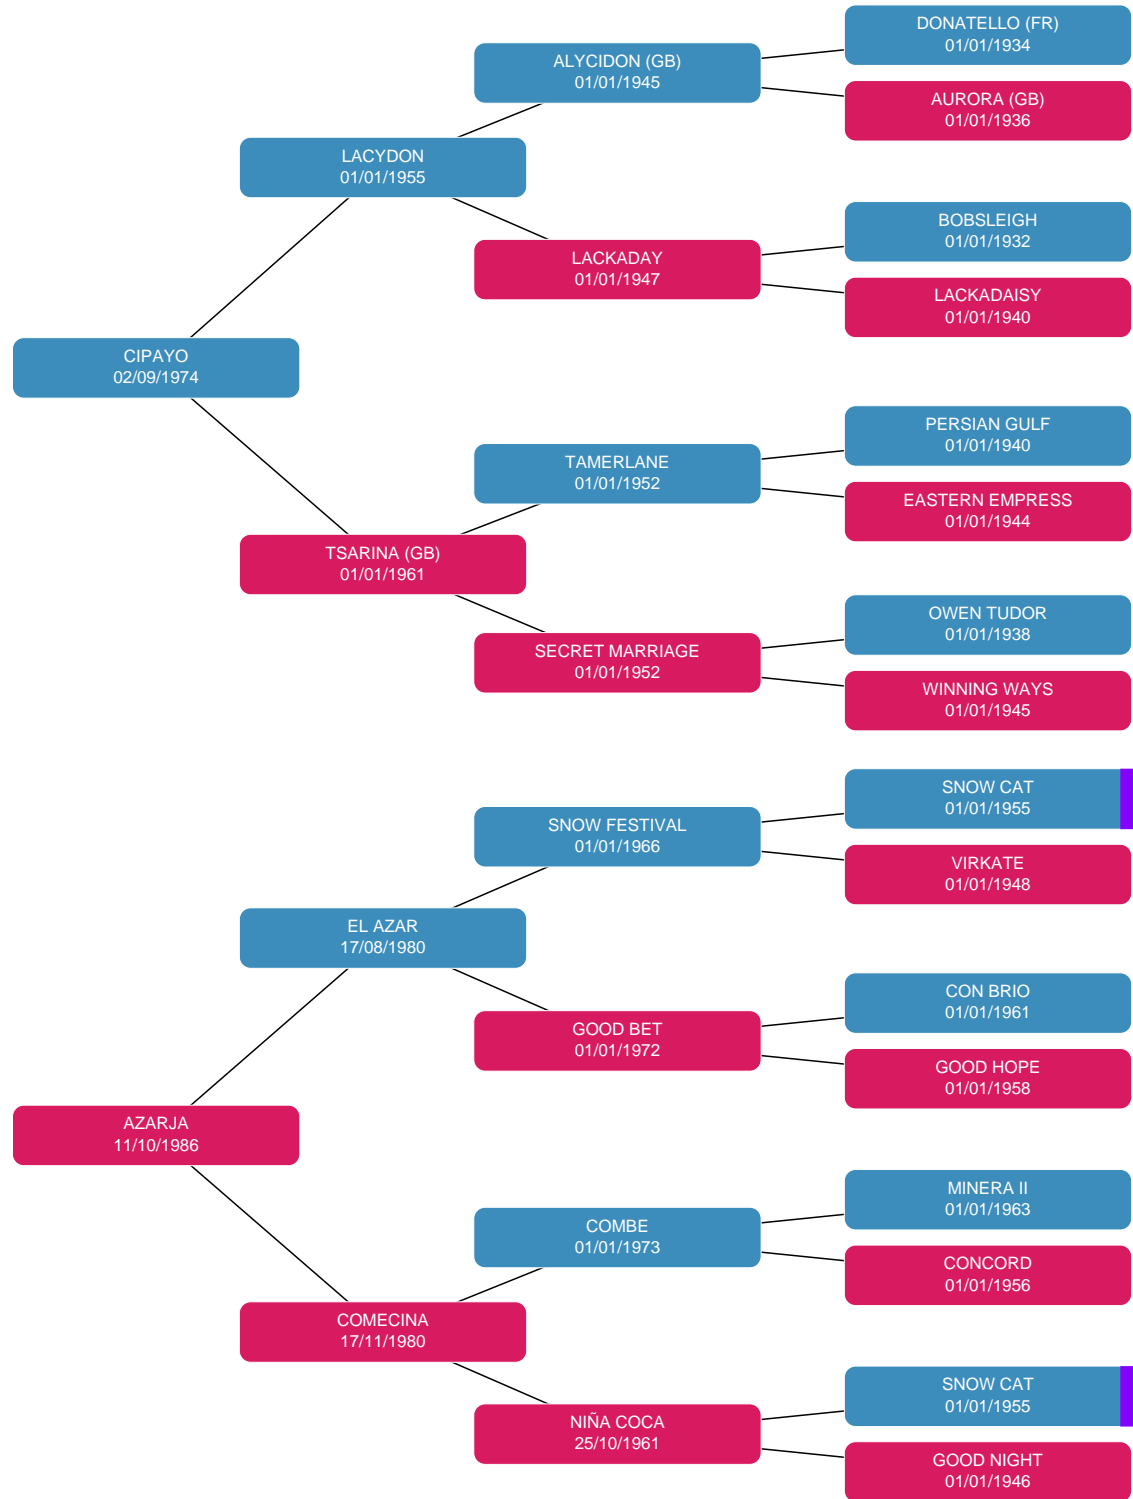 DONATELLO (FR)
01/01/1934
ALYCIDON (GB)
01/01/1945
AURORA (GB)
01/01/1936
LACYDON
01/01/1955
BOBSLEIGH
01/01/1932
LACKADAY
01/01/1947
LACKADAISY
01/01/1940
CIPAYO
02/09/1974
PERSIAN GULF
01/01/1940
TAMERLANE
01/01/1952
EASTERN EMPRESS
01/01/1944
TSARINA (GB)
01/01/1961
OWEN TUDOR
01/01/1938
SECRET MARRIAGE
01/01/1952
WINNING WAYS
01/01/1945
SNOW CAT
01/01/1955
SNOW FESTIVAL
01/01/1966
VIRKATE
01/01/1948
EL AZAR
17/08/1980
CON BRIO
01/01/1961
GOOD BET
01/01/1972
GOOD HOPE
01/01/1958
AZARJA
11/10/1986
MINERA II
01/01/1963
COMBE
01/01/1973
CONCORD
01/01/1956
COMECINA
17/11/1980
SNOW CAT
01/01/1955
NIÑA COCA
25/10/1961
GOOD NIGHT
01/01/1946